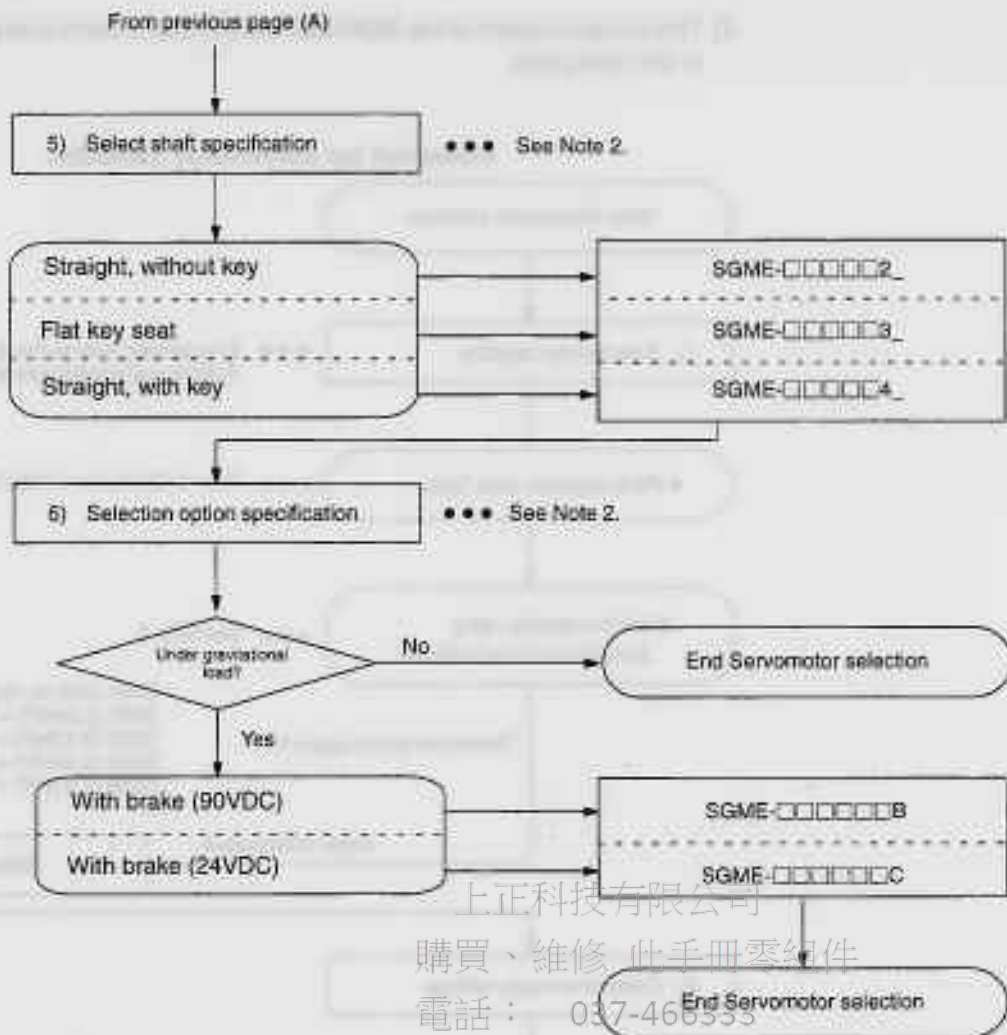 From previous page (A)
5) Select shaft specification
●●● See Note 2.
Straight, without key
SGME-□□□□□2_
Flat key seat
SGME-□□□□□3_
Straight, with key
SGME-□□□□□4_
6) Selection option specification
●●● See Note 2.
Under graviational
load?
No
End Servomotor selection
Yes
With brake (90VDC)
SGME-□□□□□□B
With brake (24VDC)
SGME-□□□□□□C
上正科技有限公司
購買、維修 此手冊零組件
電話： 037-466333
End Servomotor selection